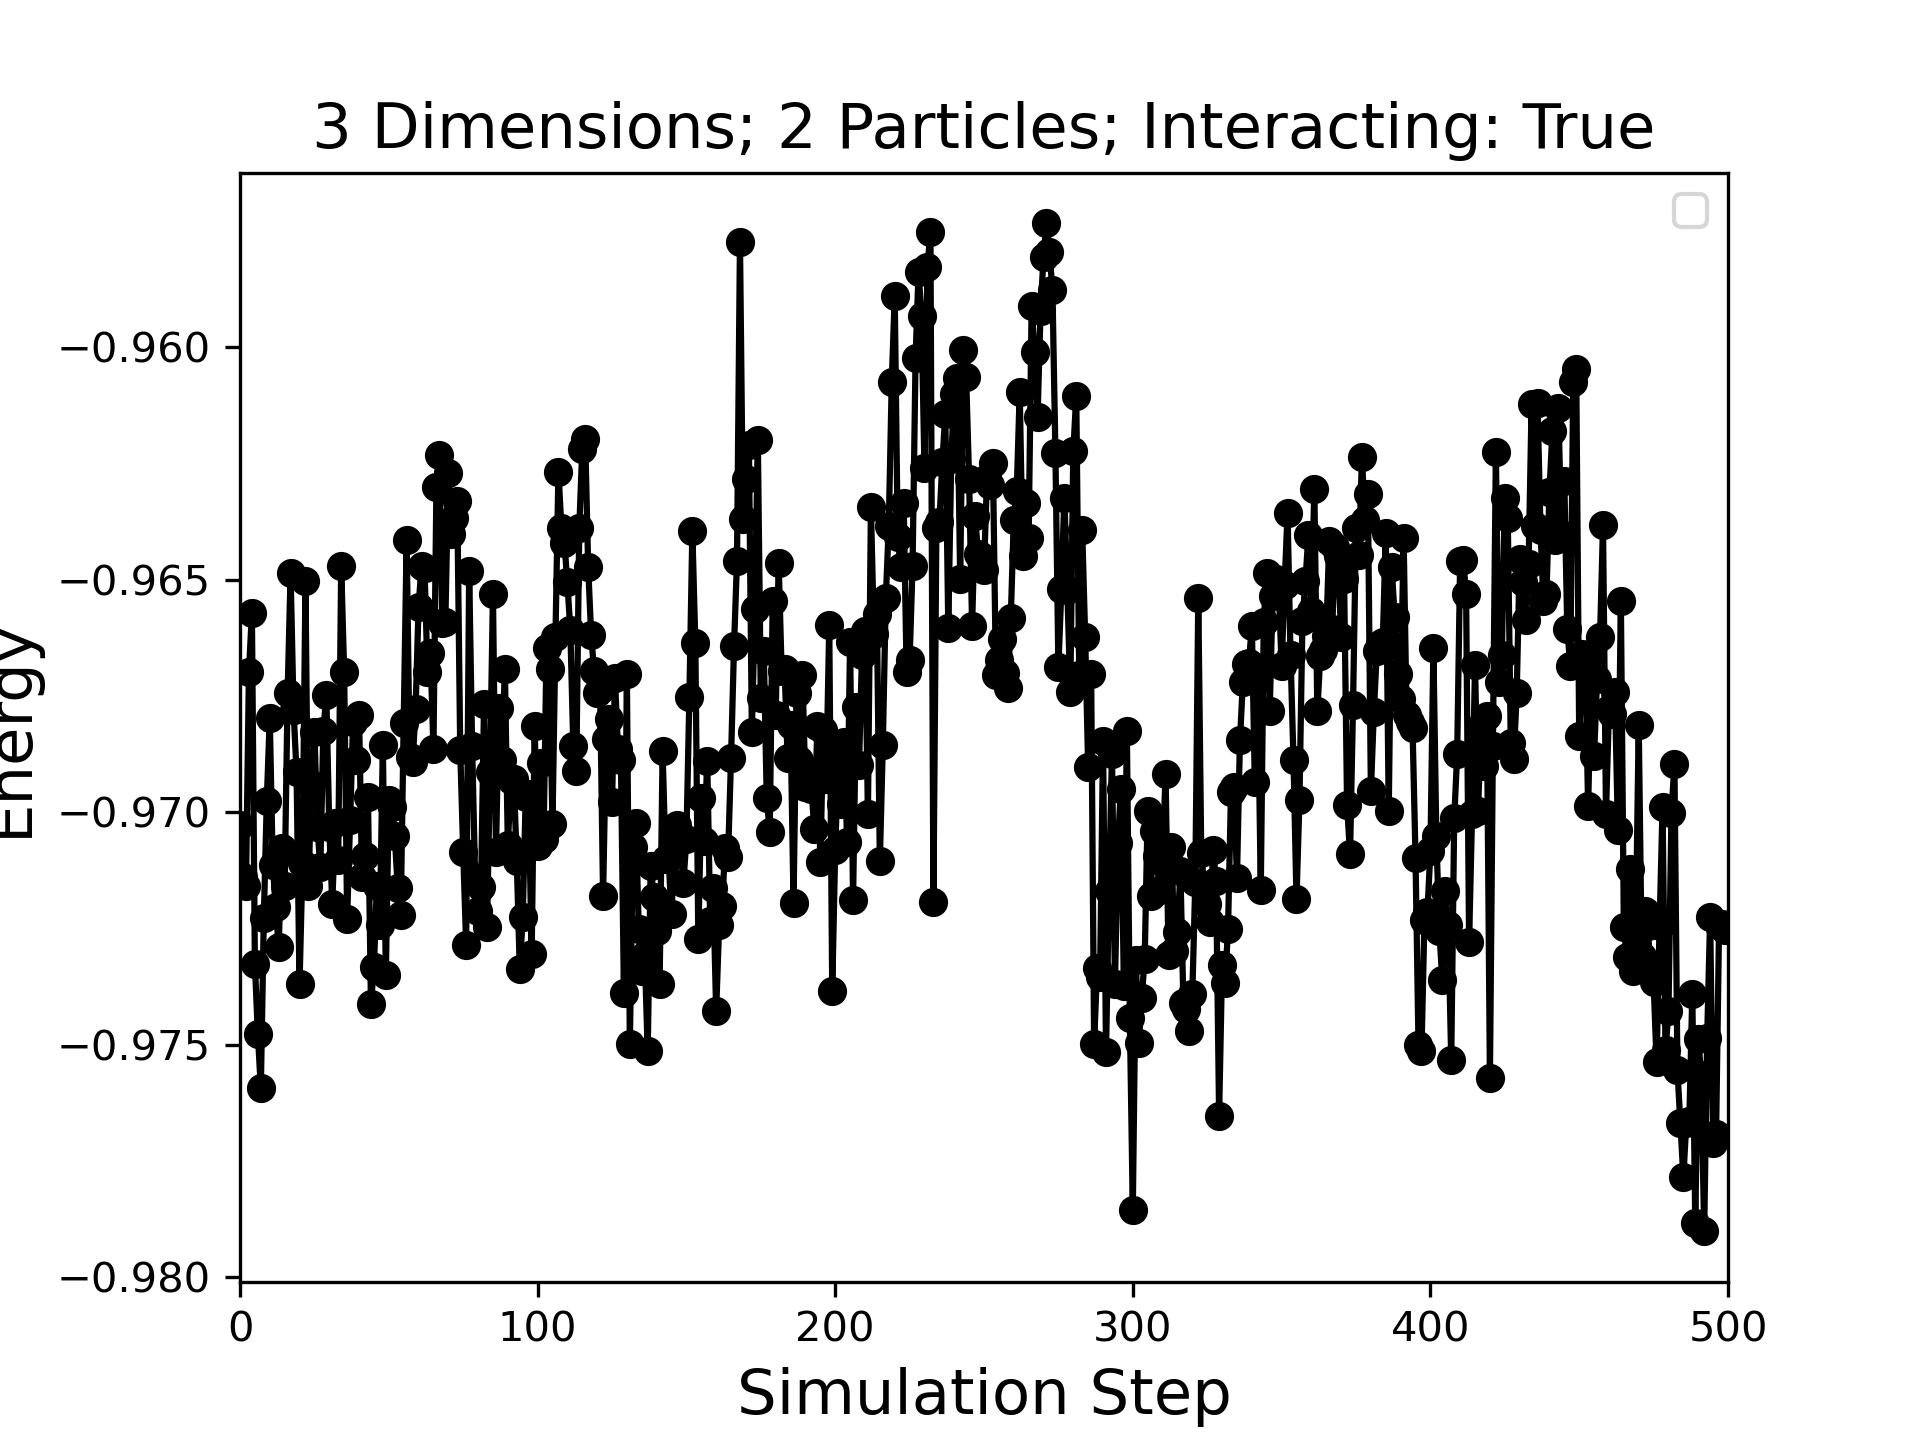 3 Dimensions; 2 Particles; Interacting: True
Energy
−0.960
−0.965
−0.970
−0.975
−0.980
0 100 200 300 400 500
Simulation Step